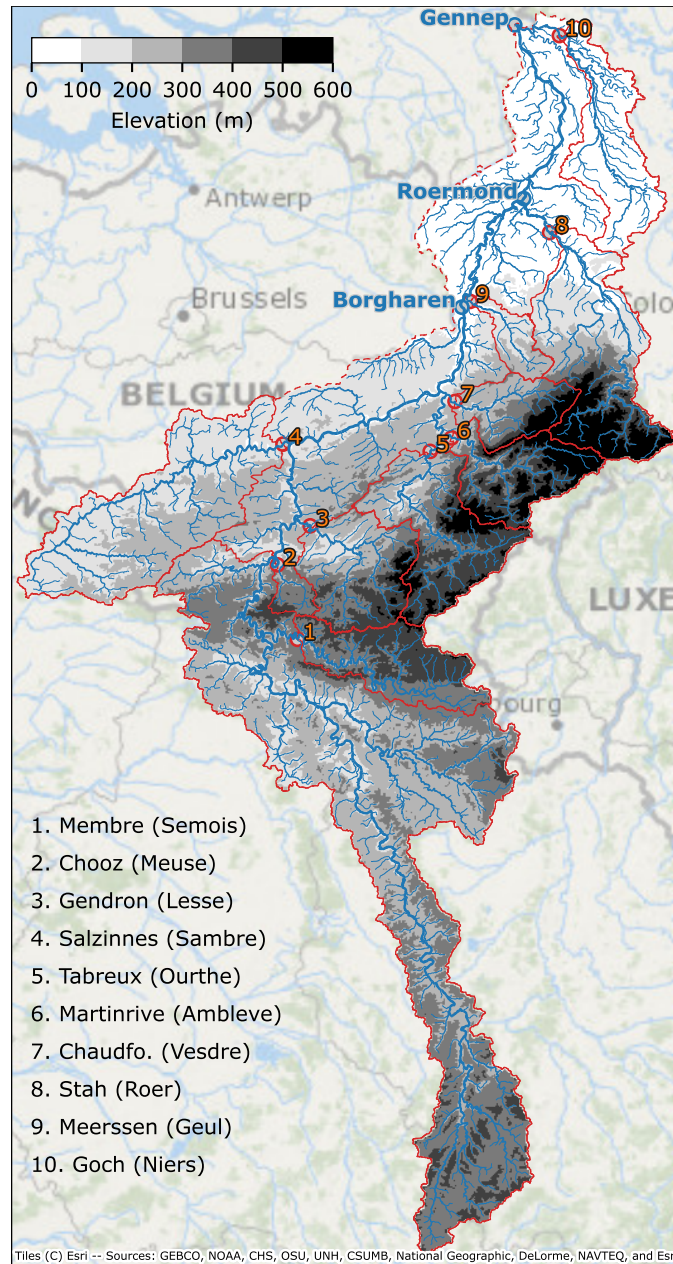 Gennep
10
0 100 200 300 400 500 600
Elevation (m)
Antwerp
Roermond
8
Brussels
Borgharen
9
Colo
BELGIUM
7
4
6
5
3
2
LUXE
1
bourg
1. Membre (Semois)
2. Chooz (Meuse)
3. Gendron (Lesse)
4. Salzinnes (Sambre)
5. Tabreux (Ourthe)
6. Martinrive (Ambleve)
7. Chaudfo. (Vesdre)
8. Stah (Roer)
9. Meerssen (Geul)
10. Goch (Niers)
Tiles (C) Esri -- Sources: GEBCO, NOAA, CHS, OSU, UNH, CSUMB, National Geographic, DeLorme, NAVTEQ, and Esr